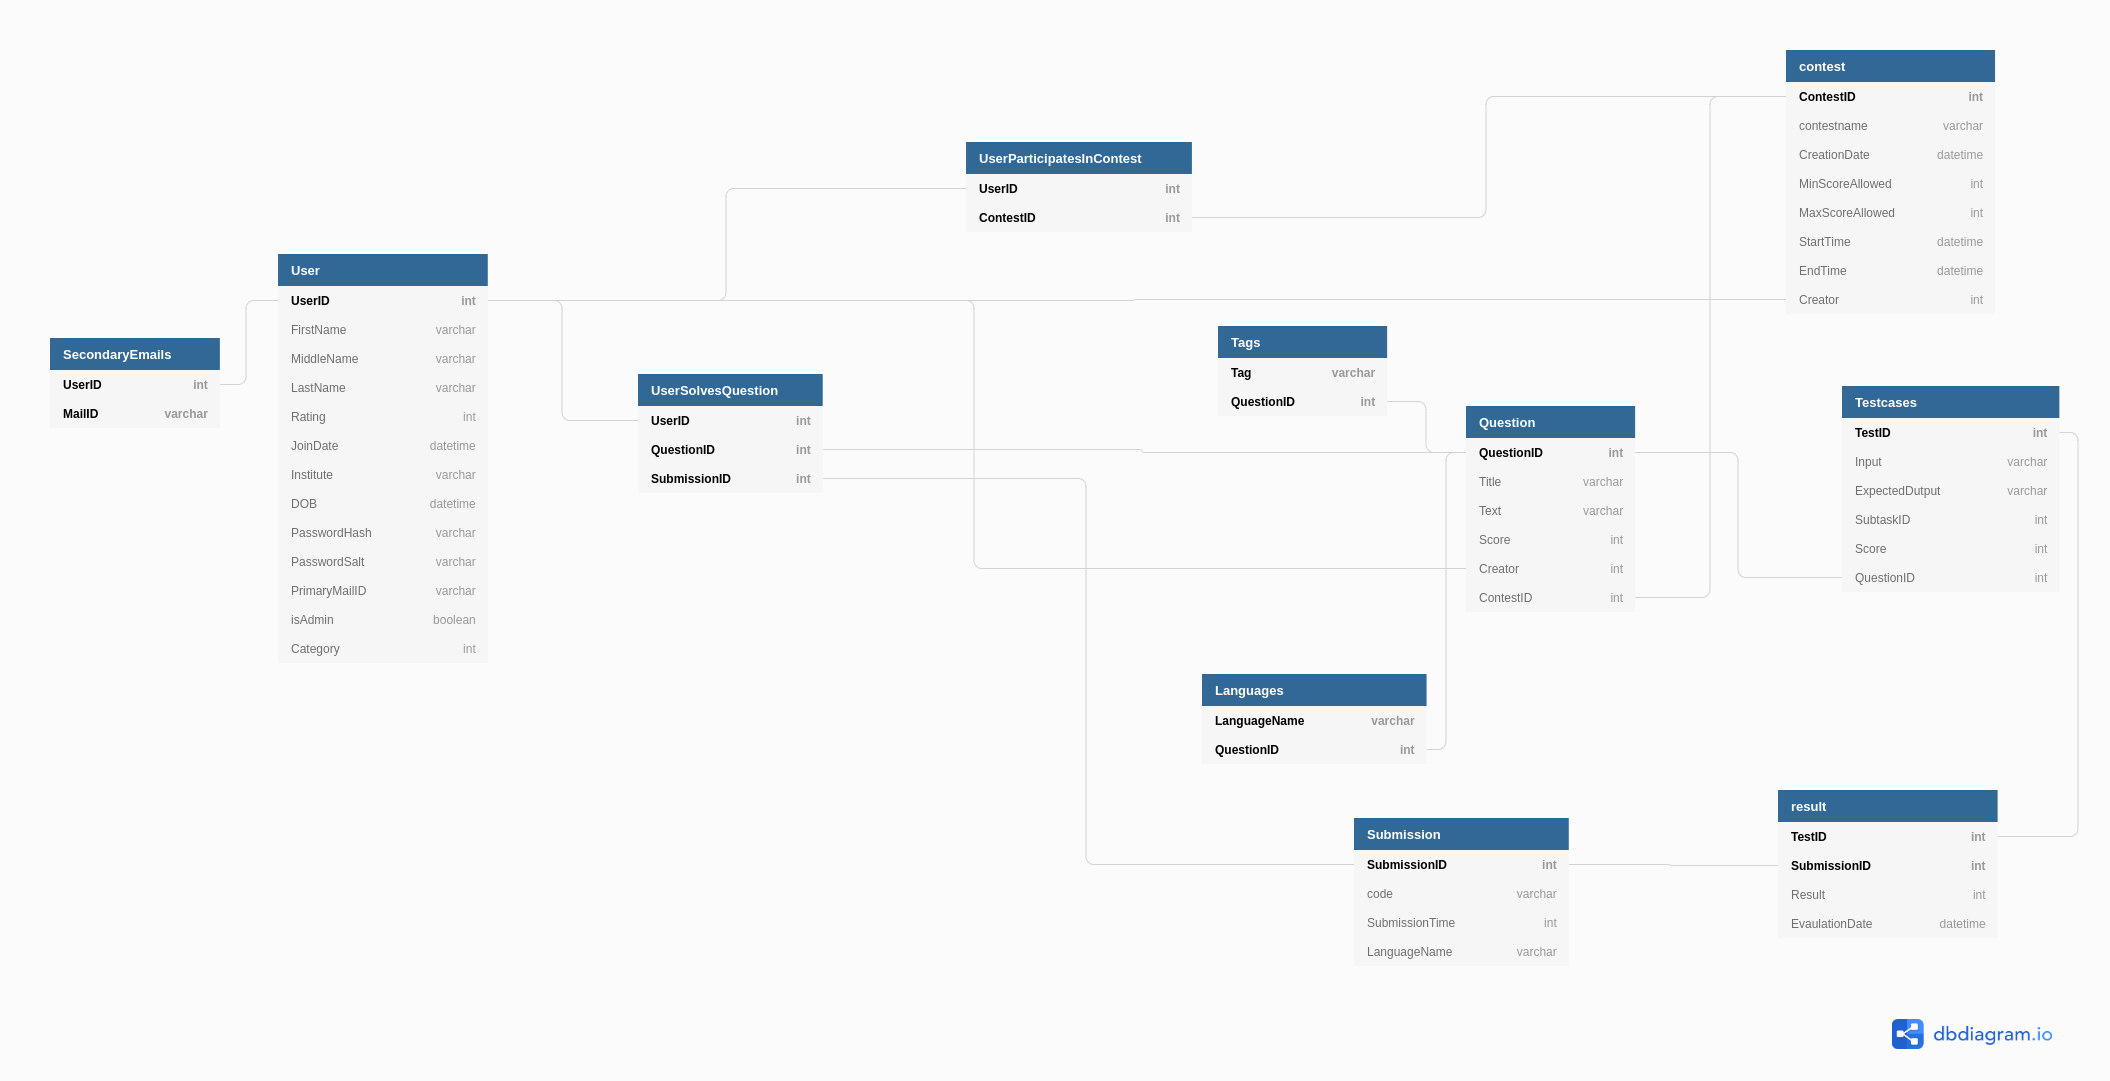 contest
ContestID int
contestname varchar
CreationDate datetime
MinScoreAllowed int
MaxScoreAllowed int
StartTime datetime
EndTime datetime
Creator int
UserParticipatesInContest
UserID int
ContestID int
User
UserID int
FirstName varchar
MiddleName varchar
LastName varchar
Rating int
JoinDate datetime
Institute varchar
DOB datetime
PasswordHash varchar
PasswordSalt varchar
PrimaryMailID varchar
isAdmin boolean
Category int
SecondaryEmails
UserID int
MailID varchar
UserSolvesQuestion
UserID int
QuestionID int
SubmissionID int
Tags
Tag varchar
QuestionID int
Question
QuestionID int
Title varchar
Text varchar
Score int
Creator int
ContestID int
Testcases
TestID int
Input varchar
ExpectedDutput varchar
SubtaskID int
Score int
QuestionID int
Languages
LanguageName varchar
QuestionID int
Submission
SubmissionID int
code varchar
SubmissionTime int
LanguageName varchar
result
TestID int
SubmissionID int
Result int
EvaulationDate datetime
dbdiagram.io